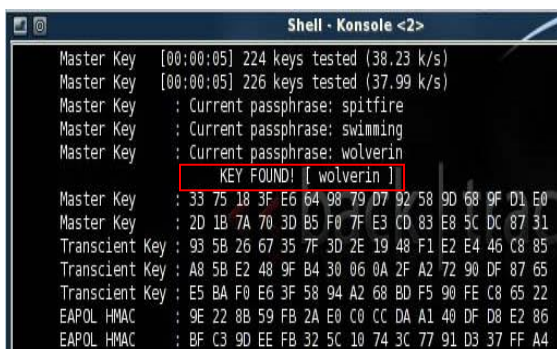 Shell - Konsole <2>
Master Key [00:00:05] 224 keys tested (38.23 k/s)
Master Key [00:00:05] 226 keys tested (37.99 k/s)
Master Key : Current passphrase: spitfire
Master Key : Current passphrase: swimming
Master Key : Current passphrase: wolverin
KEY FOUND! [ wolverin ]
Master Key : 33 75 18 3F E6 64 98 79 D7 92 58 9D 68 9F D1 E0
Master Key : 2D 1B 7A 70 3D B5 1D 7F E3 CD 83 E8 5C DC 87 31
Transcient Key : 93 5B 26 67 35 7F 3D 2E 19 48 F1 E2 E4 46 C8 85
Transcient Key : A8 5B E2 48 9F B4 30 06 0A 2F A2 72 90 DF 87 65
Transcient Key : E5 BA F0 E6 3F 58 94 A2 68 BD F5 90 FE C8 65 22
EAPOL HMAC : 9E 22 8B 59 FB 2A E0 C0 CC DA A1 40 DF D8 E2 86
EAPOL HMAC : BF C3 9D EE FB 32 5C 10 74 3C 77 91 D3 37 FF A4